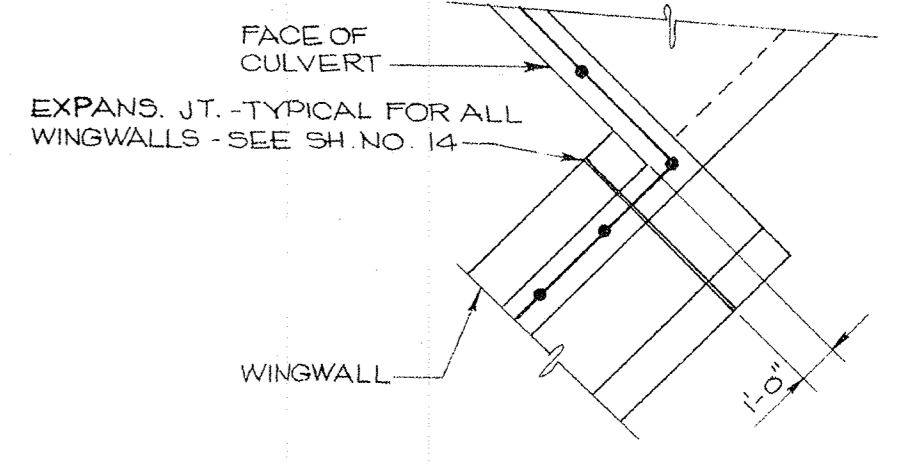 FACE OF
CULVERT
EXPANS. JT. - TYPICAL FOR ALL
WINGWALLS - SEE SH. NO. 14
WINGWALL
1'-0"